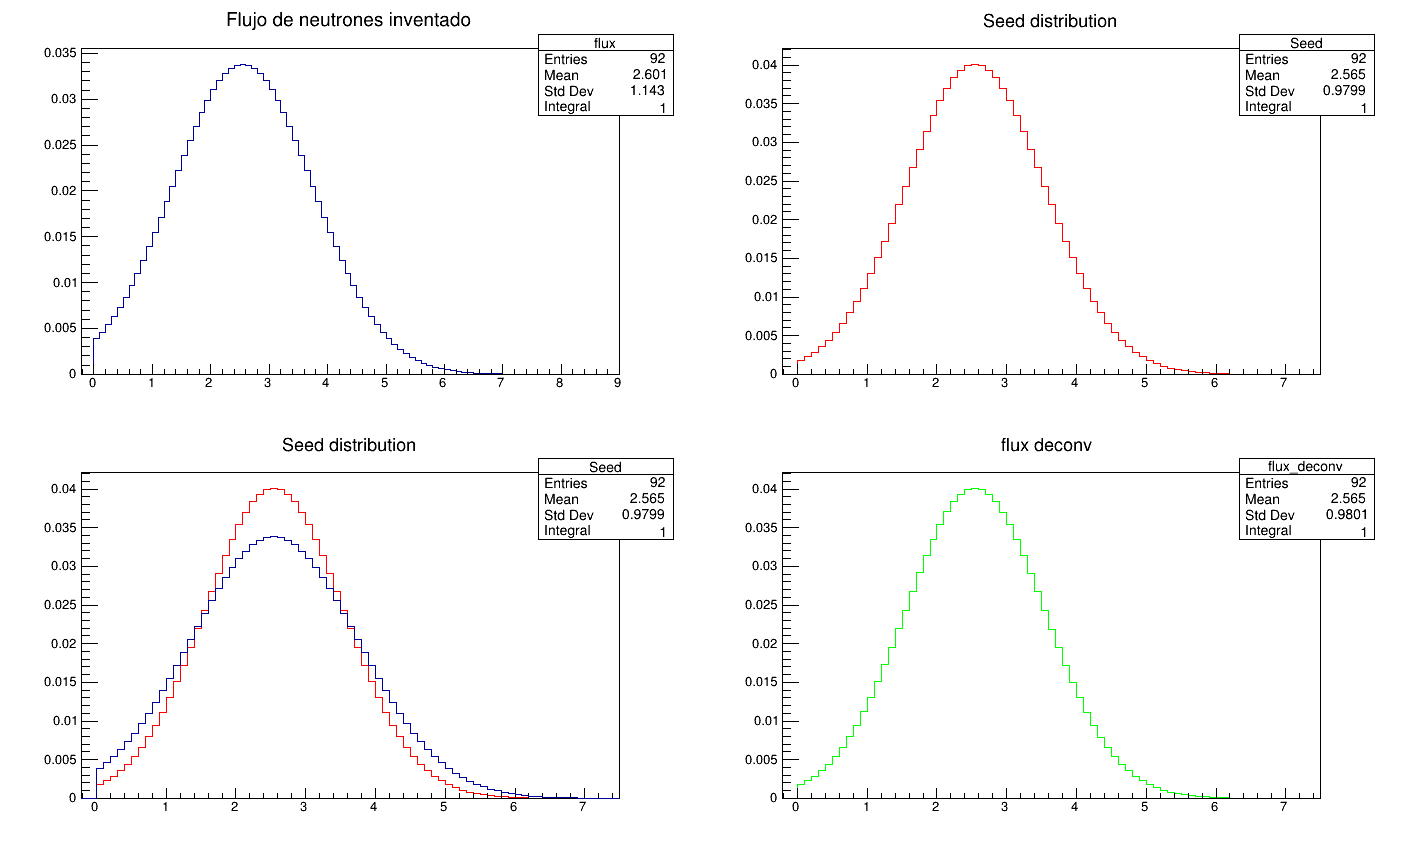 Flujo de neutrones inventado
flux
Entries 92
Mean 2.601
Std Dev 1.143
Integral 1
0.035
0.03
0.025
0.02
0.015
0.01
0.005
0
0 1 2 3 4 5 6 7 8 9
Seed distribution
Seed
Entries 92
Mean 2.565
Std Dev 0.9799
Integral 1
0.04
0.035
0.03
0.025
0.02
0.015
0.01
0.005
0
0 1 2 3 4 5 6 7
Seed distribution
Seed
Entries 92
Mean 2.565
Std Dev 0.9799
Integral 1
0.04
0.035
0.03
0.025
0.02
0.015
0.01
0.005
0
0 1 2 3 4 5 6 7
flux deconv
flux_deconv
Entries 92
Mean 2.565
Std Dev 0.9801
Integral 1
0.04
0.035
0.03
0.025
0.02
0.015
0.01
0.005
0
0 1 2 3 4 5 6 7